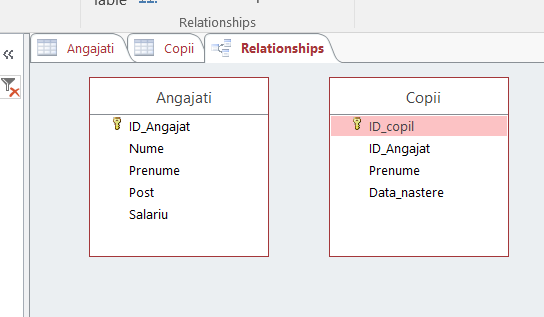 Table
Relationships
Angajati
Copii
Relationships
Angajati
ID_Angajat
Nume
Prenume
Post
Salariu
Copii
ID_copil
ID_Angajat
Prenume
Data_nastere